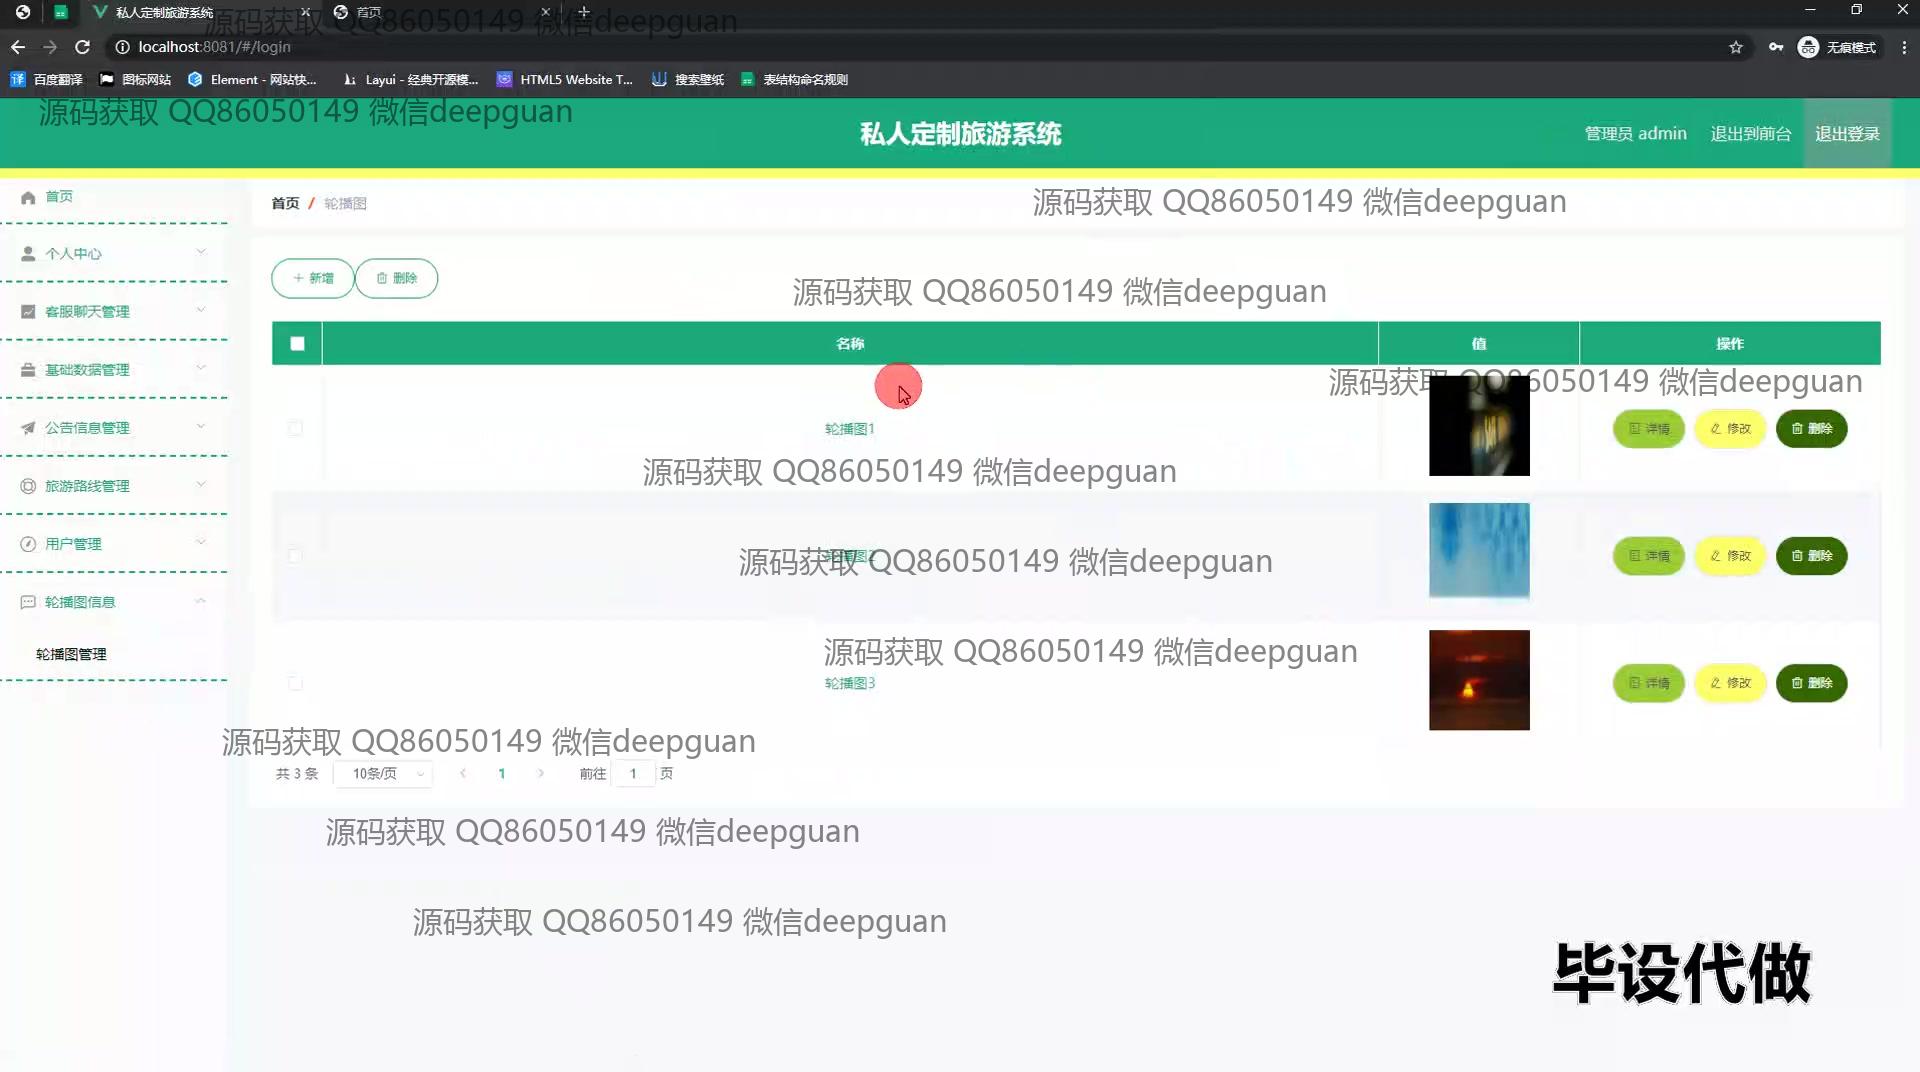 私人定制旅游系统
首页
源码获取 QQ86050149 微信deepguan
localhost:8081/#/login
无痕模式
百度翻译
图标网站
Element - 网站快...
Layui - 经典开源模...
HTML5 Website T...
搜索壁纸
表结构命名规则
源码获取 QQ86050149 微信deepguan
私人定制旅游系统
管理员 admin
退出到前台
退出登录
首页
个人中心
客服聊天管理
基础数据管理
公告信息管理
旅游路线管理
用户管理
轮播图信息
轮播图管理
首页 / 轮播图
源码获取 QQ86050149 微信deepguan
新增
删除
源码获取 QQ86050149 微信deepguan
名称
值
操作
源码获取 QQ86050149 微信deepguan
轮播图1
详情
修改
删除
源码获取 QQ86050149 微信deepguan
轮播图2
详情
修改
删除
源码获取 QQ86050149 微信deepguan
源码获取 QQ86050149 微信deepguan
轮播图3
详情
修改
删除
源码获取 QQ86050149 微信deepguan
共 3 条
10条/页
1
前往 1 页
源码获取 QQ86050149 微信deepguan
源码获取 QQ86050149 微信deepguan
毕设代做